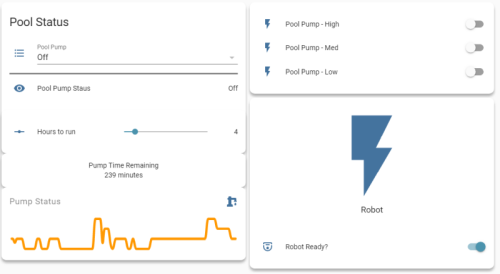 Pool Status
Pool Pump
Off
Pool Pump Staus
Off
Hours to run
4
Pump Time Remaining
239 minutes
Pump Status
Pool Pump - High
Pool Pump - Med
Pool Pump - Low
Robot
Robot Ready?